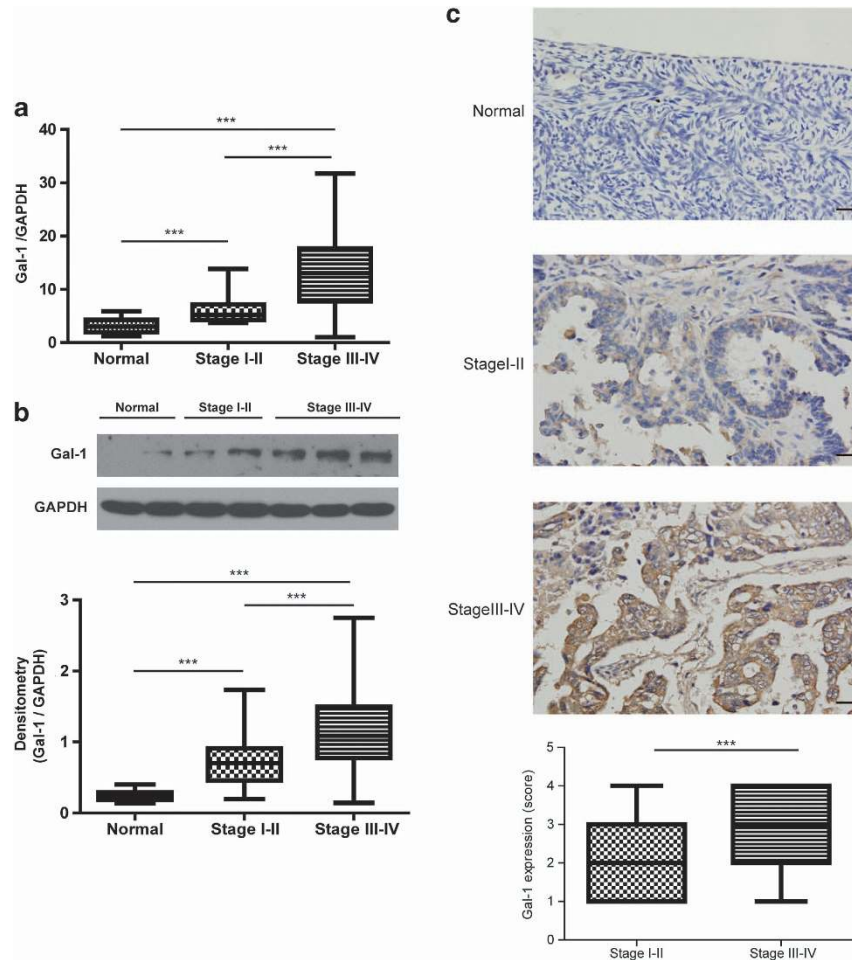 a
40
30
20
10
0
Gal-1 /GAPDH
***
***
***
Normal Stage I-II Stage III-IV
b
Normal Stage I-II Stage III-IV
Gal-1
GAPDH
3
2
1
0
Densitometry
(Gal-1 / GAPDH)
***
***
***
Normal Stage I-II Stage III-IV
c
Normal
StageI-II
StageIII-IV
5
4
3
2
1
0
Gal-1 expression (score)
***
Stage I-II Stage III-IV